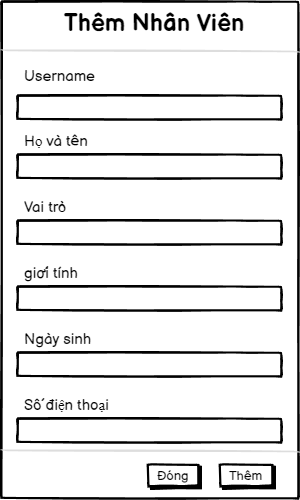 Thêm Nhân Viên
Username
Họ và tên
Vai trò
giới tính
Ngày sinh
Số điện thoại
Đóng Thêm